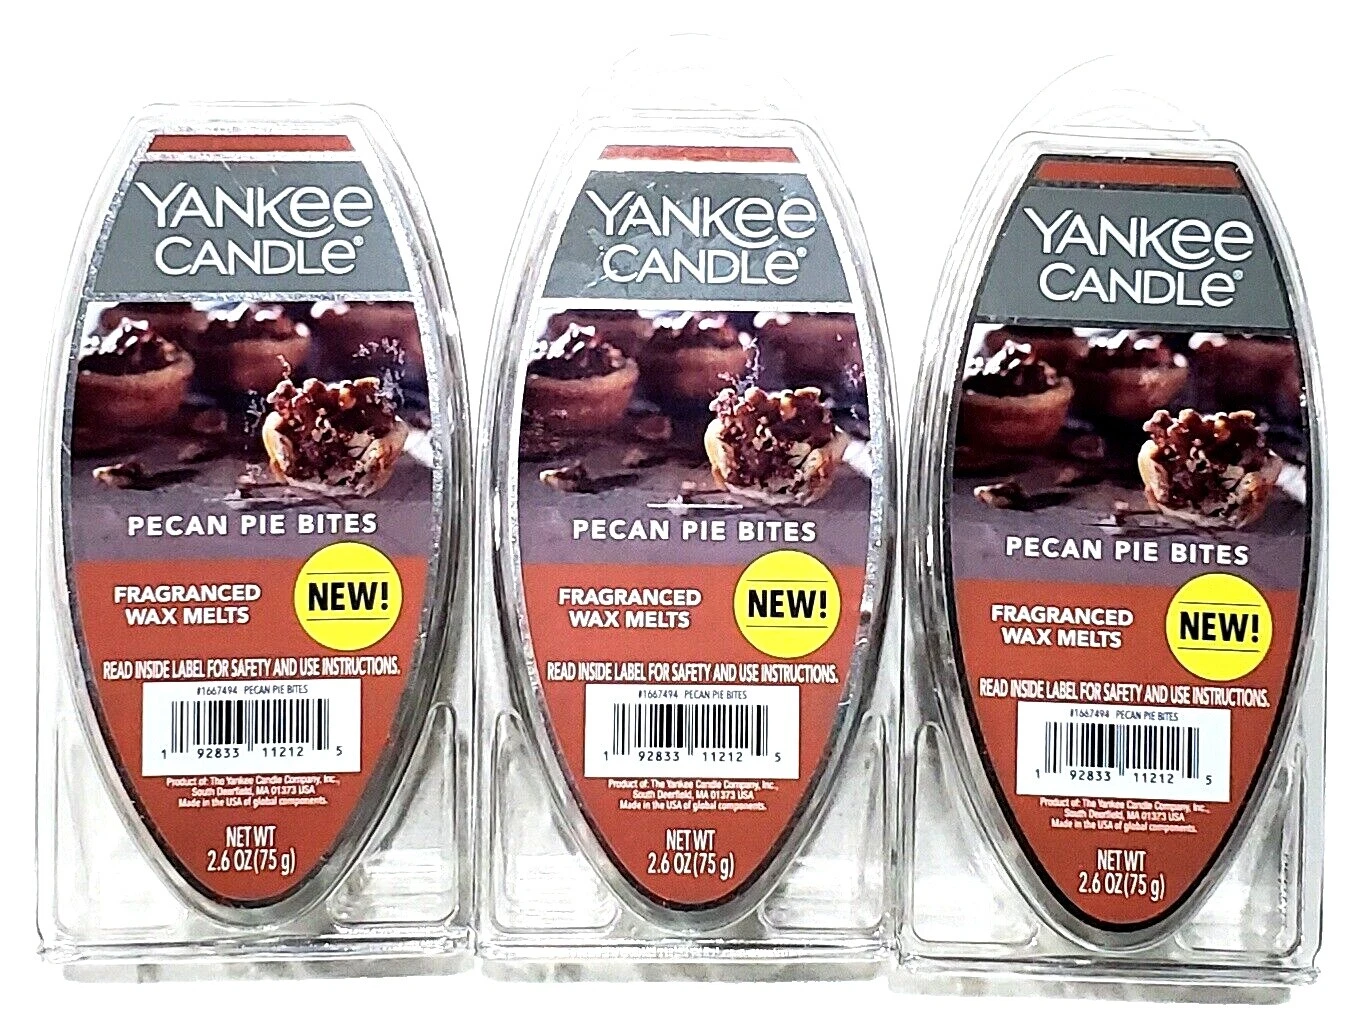 YANKEE
CANDLE®
PECAN PIE BITES
FRAGRANCED
WAX MELTS
NEW!
READ INSIDE LABEL FOR SAFETY AND USE INSTRUCTIONS.
#1667494 PECAN PIE BITES
1 92833 11212 5
Product of: The Yankee Candle Company, Inc.,
South Deerfield, MA 01373 USA
Made in the USA of global components.
NET WT
2.6 OZ (75 g)
YANKEE
CANDLE®
PECAN PIE BITES
FRAGRANCED
WAX MELTS
NEW!
READ INSIDE LABEL FOR SAFETY AND USE INSTRUCTIONS.
#1667494 PECAN PIE BITES
1 92833 11212 5
Product of: The Yankee Candle Company, Inc.,
South Deerfield, MA 01373 USA
Made in the USA of global components.
NET WT
2.6 OZ (75 g)
YANKEE
CANDLE®
PECAN PIE BITES
FRAGRANCED
WAX MELTS
NEW!
READ INSIDE LABEL FOR SAFETY AND USE INSTRUCTIONS.
#1667494 PECAN PIE BITES
1 92833 11212 5
Product of: The Yankee Candle Company, Inc.,
South Deerfield, MA 01373 USA
Made in the USA of global components.
NET WT
2.6 OZ (75 g)